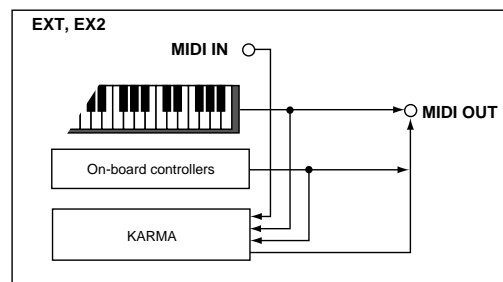 EXT, EX2
MIDI IN
MIDI OUT
On-board controllers
KARMA